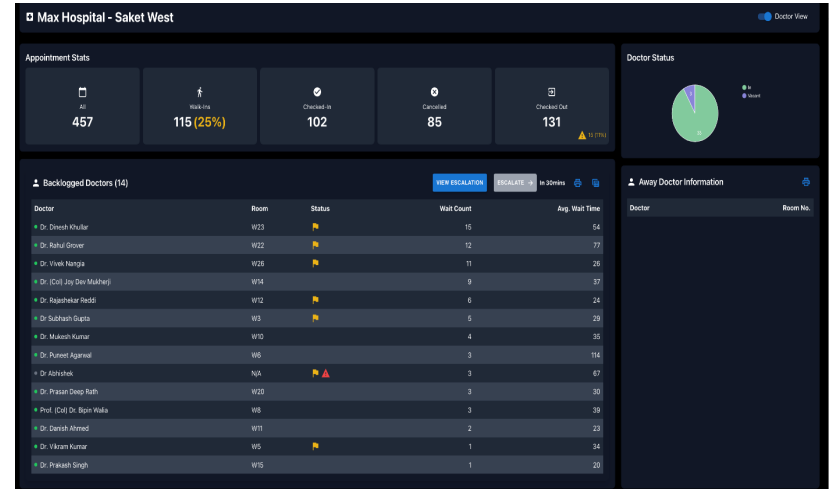 Max Hospital - Saket West
Doctor View
Appointment Stats
All
457
Walk-Ins
115 (25%)
Checked-In
102
Cancelled
85
Checked Out
131
15 (11%)
Doctor Status
In
Absent
Backlogged Doctors (14)
VIEW ESCALATION
ESCALATE → In 30mins
Doctor Room Status Wait Count Avg. Wait Time
Dr. Dinesh Khullar W23 15 54
Dr. Rahul Grover W22 12 77
Dr. Vivek Nangia W26 11 26
Dr. (Col) Joy Dev Mukherji W14 9 37
Dr. Rajashekar Reddi W12 6 24
Dr Subhash Gupta W3 5 29
Dr. Mukesh Kumar W10 4 35
Dr. Puneet Agarwal W6 3 114
Dr Abhishek N/A 3 67
Dr. Prasan Deep Rath W20 3 30
Prof. (Col) Dr. Bipin Walia W8 3 39
Dr. Danish Ahmed W11 2 23
Dr. Vikram Kumar W5 1 34
Dr. Prakash Singh W15 1 20
Away Doctor Information
Doctor Room No.